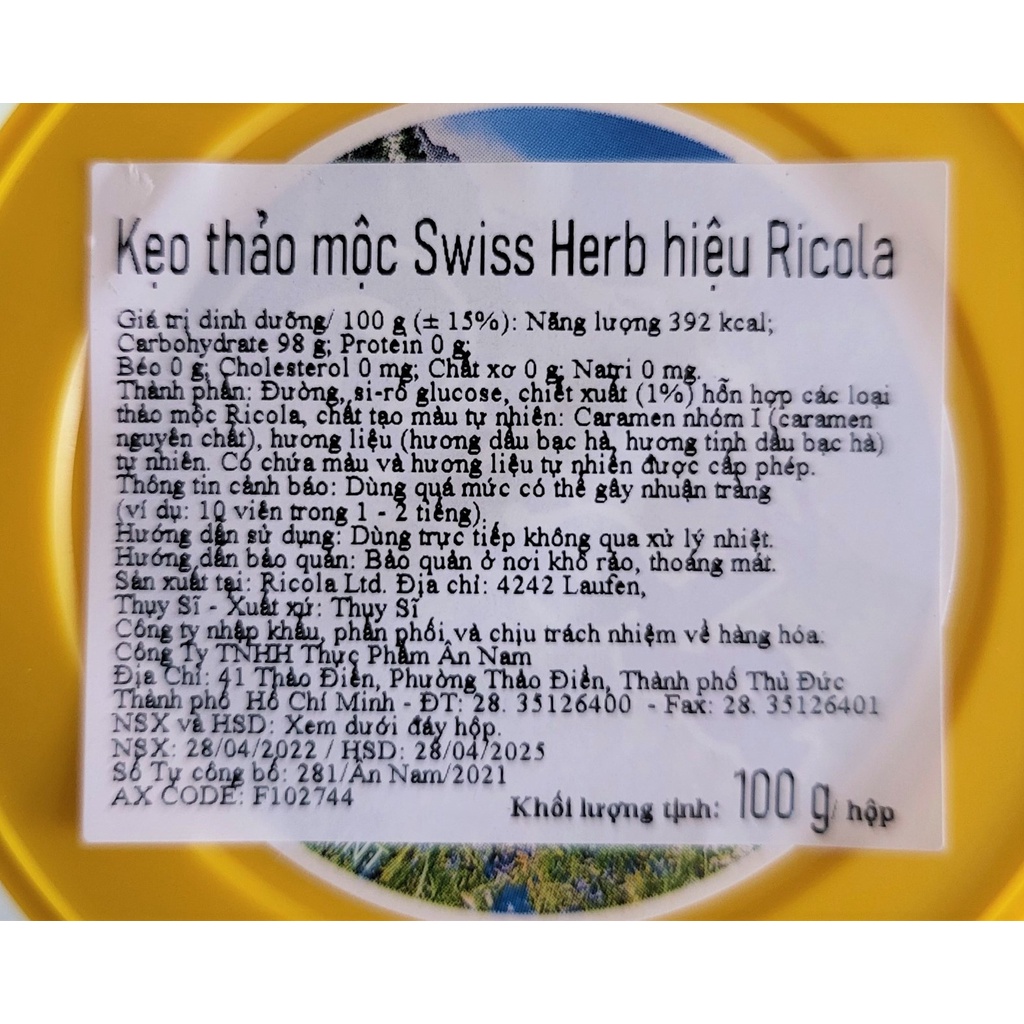 Kẹo thảo mộc Swiss Herb hiệu Ricola
Giá trị dinh dưỡng/ 100 g (± 15%): Năng lượng 392 kcal;
Carbohydrate 98 g; Protein 0 g;
Béo 0 g; Cholesterol 0 mg; Chất xơ 0 g; Natri 0 mg.
Thành phần: Đường, si-rô glucose, chiết xuất (1%) hỗn hợp các loại
thảo mộc Ricola, chất tạo màu tự nhiên: Caramen nhóm I (caramen
nguyên chất), hương liệu (hương dầu bạc hà, hương tinh dầu bạc hà)
tự nhiên. Có chứa màu và hương liệu tự nhiên được cấp phép.
Thông tin cảnh báo: Dùng quá mức có thể gây nhuận tràng
(ví dụ: 10 viên trong 1 - 2 tiếng).
Hướng dẫn sử dụng: Dùng trực tiếp không qua xử lý nhiệt.
Hướng dẫn bảo quản: Bảo quản ở nơi khô ráo, thoáng mát.
Sản xuất tại: Ricola Ltd. Địa chỉ: 4242 Laufen,
Thụy Sĩ - Xuất xứ: Thụy Sĩ
Công ty nhập khẩu, phân phối và chịu trách nhiệm về hàng hóa:
Công Ty TNHH Thực Phẩm Ân Nam
Địa Chỉ: 41 Thảo Điền, Phường Thảo Điền, Thành phố Thủ Đức
Thành phố Hồ Chí Minh - ĐT: 28. 35126400 - Fax: 28. 35126401
NSX và HSD: Xem dưới đáy hộp.
NSX: 28/04/2022 / HSD: 28/04/2025
Số Tự công bố: 281/Ân Nam/2021
AX CODE: F102744
Khối lượng tịnh: 100 g/ hộp